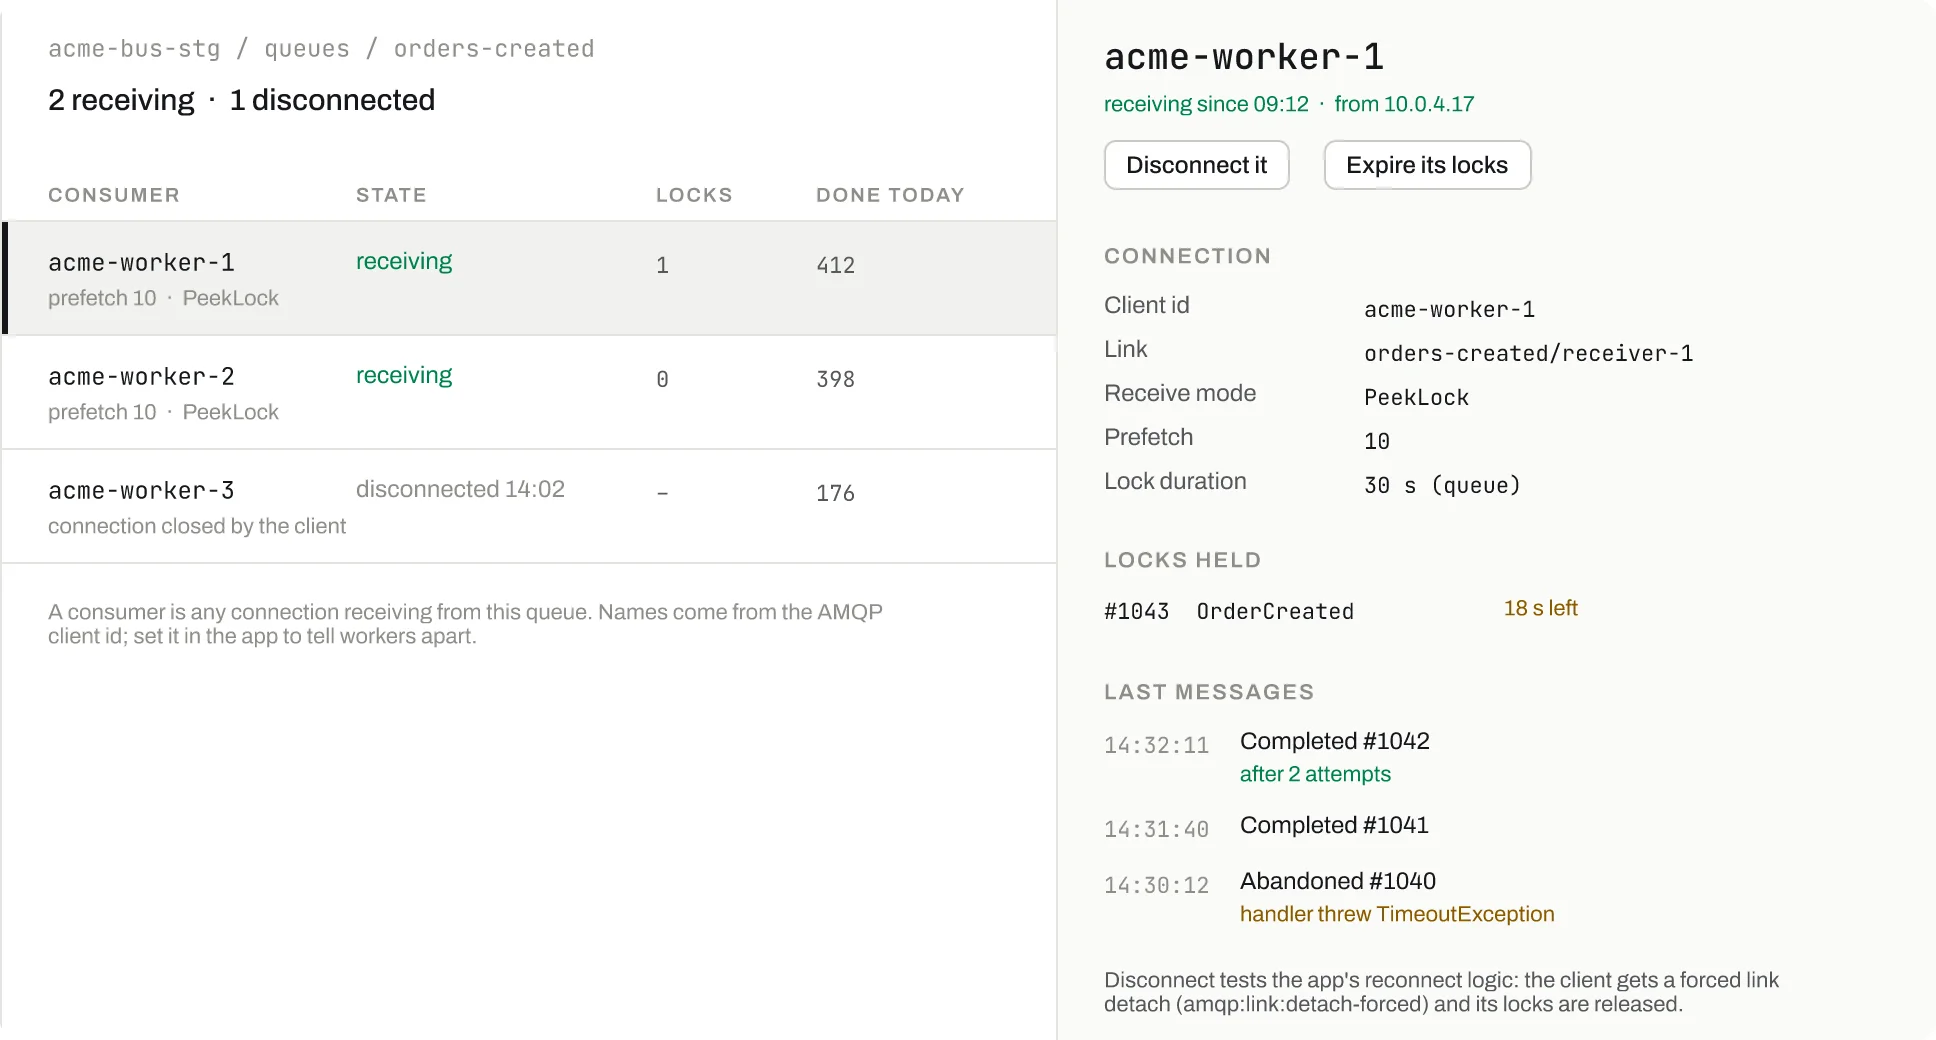 acme-bus-stg / queues / orders-created
2 receiving · 1 disconnected
CONSUMER STATE LOCKS DONE TODAY
acme-worker-1 receiving 1 412
prefetch 10 · PeekLock
acme-worker-2 receiving 0 398
prefetch 10 · PeekLock
acme-worker-3 disconnected 14:02 – 176
connection closed by the client
A consumer is any connection receiving from this queue. Names come from the AMQP
client id; set it in the app to tell workers apart.
acme-worker-1
receiving since 09:12 · from 10.0.4.17
Disconnect it Expire its locks
CONNECTION
Client id acme-worker-1
Link orders-created/receiver-1
Receive mode PeekLock
Prefetch 10
Lock duration 30 s (queue)
LOCKS HELD
#1043 OrderCreated 18 s left
LAST MESSAGES
14:32:11 Completed #1042
after 2 attempts
14:31:40 Completed #1041
14:30:12 Abandoned #1040
handler threw TimeoutException
Disconnect tests the app's reconnect logic: the client gets a forced link
detach (amqp:link:detach-forced) and its locks are released.